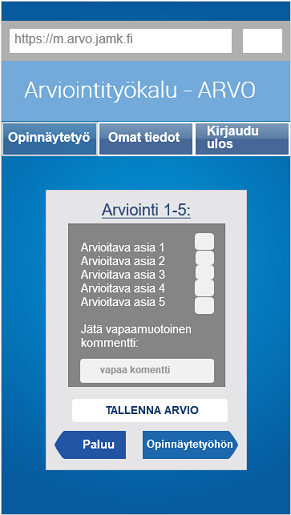 https://m.arvo.jamk.fi
Arviointityökalu - ARVO
Opinnäytetyö
Omat tiedot
Kirjaudu
ulos
Arviointi 1-5:
Arvioitava asia 1
Arvioitava asia 2
Arvioitava asia 3
Arvioitava asia 4
Arvioitava asia 5
Jätä vapaamuotoinen
kommentti:
vapaa komentti
TALLENNA ARVIO
Paluu
Opinnäytetyöhön